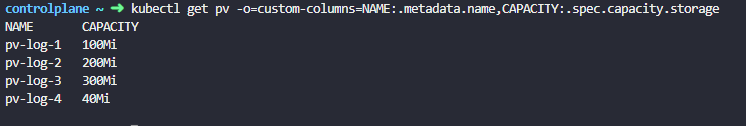 controlplane ~ ➜ kubectl get pv -o=custom-columns=NAME:.metadata.name,CAPACITY:.spec.capacity.storage
NAME       CAPACITY
pv-log-1   100Mi
pv-log-2   200Mi
pv-log-3   300Mi
pv-log-4   40Mi